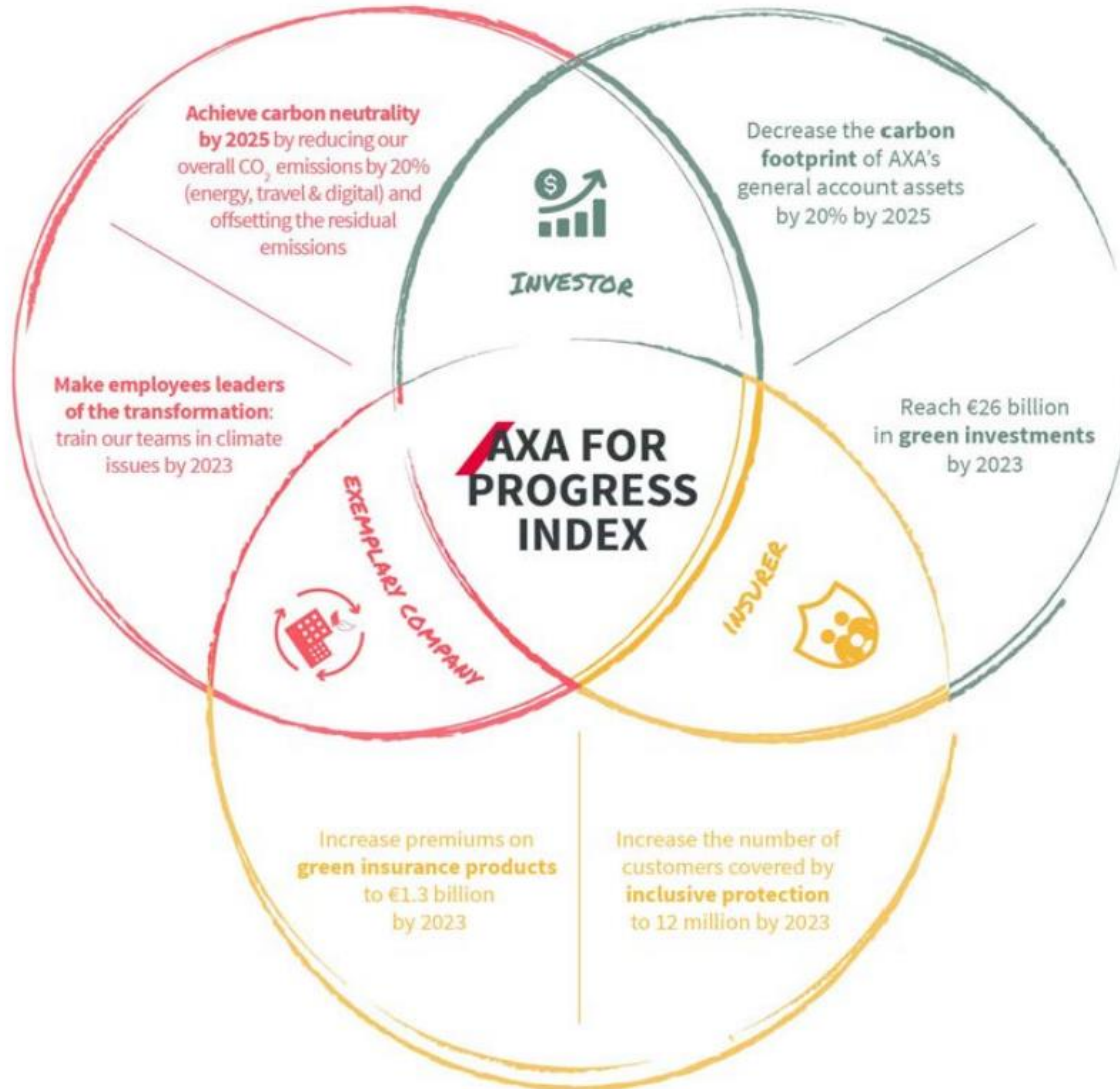 Achieve carbon neutrality
by 2025 by reducing our
overall CO₂ emissions by 20%
(energy, travel & digital) and
offsetting the residual
emissions
Decrease the carbon
footprint of AXA's
general account assets
by 20% by 2025
$
INVESTOR
Make employees leaders
of the transformation:
train our teams in climate
issues by 2023
Reach €26 billion
in green investments
by 2023
AXA FOR
PROGRESS
INDEX
EXEMPLARY COMPANY
INSURER
Increase premiums on
green insurance products
to €1.3 billion
by 2023
Increase the number of
customers covered by
inclusive protection
to 12 million by 2023